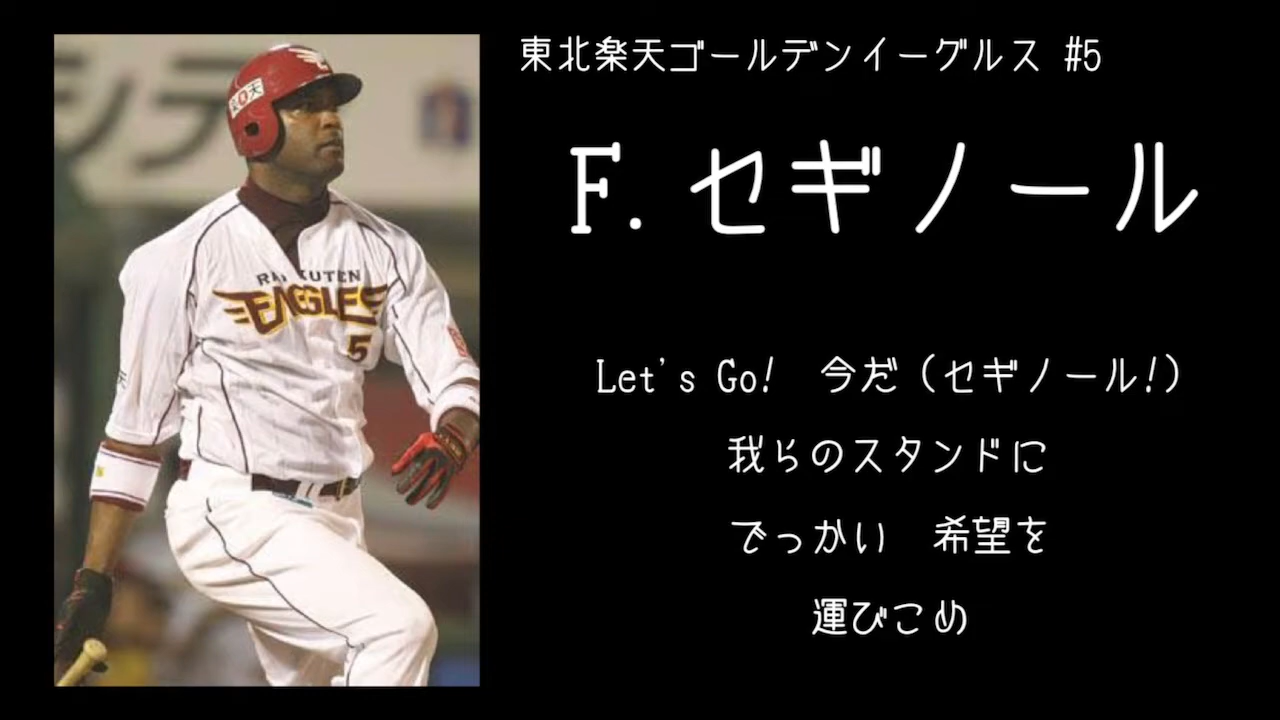 東北楽天ゴールデンイーグルス #5
F.セギノール
Let's Go! 今だ(セギノール!)
我らのスタンドに
でっかい 希望を
運びこめ
EAGLES
5